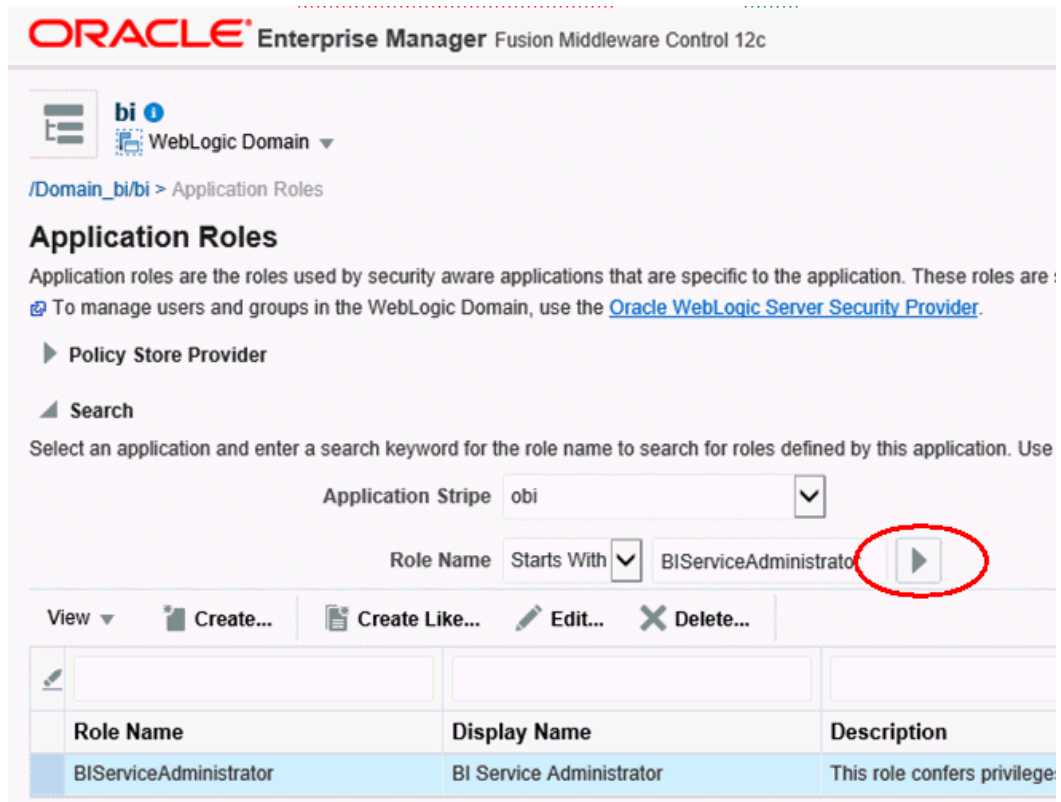 ORACLE Enterprise Manager Fusion Middleware Control 12c
bi
WebLogic Domain
/Domain_bi/bi > Application Roles
Application Roles
Application roles are the roles used by security aware applications that are specific to the application. These roles are
To manage users and groups in the WebLogic Domain, use the Oracle WebLogic Server Security Provider.
Policy Store Provider
Search
Select an application and enter a search keyword for the role name to search for roles defined by this application. Use
Application Stripe obi
Role Name Starts With BIServiceAdministrator
View Create... Create Like... Edit... Delete...
Role Name Display Name Description
BIServiceAdministrator BI Service Administrator This role confers privileges